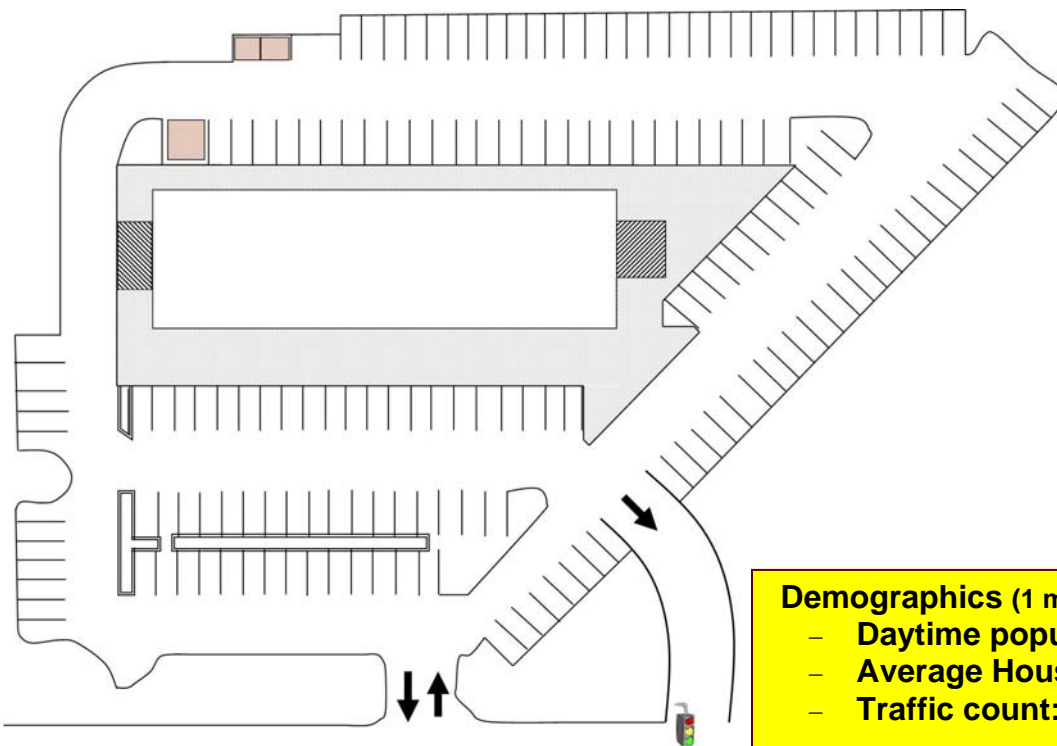 Demographics (1 m
– Daytime popu
– Average Hous
– Traffic count: